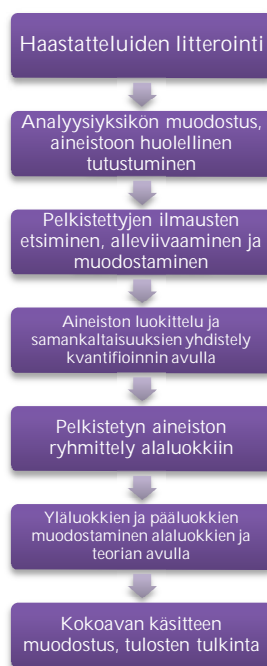 Haastatteluiden litterointi
Analyysiyksikön muodostus,
aineistoon huolellinen
tutustuminen
Pelkistettyjen ilmausten
etsiminen, alleviivaaminen ja
muodostaminen
Aineiston luokittelu ja
samankaltaisuuksien yhdistely
kvantifioinnin avulla
Pelkistetyn aineiston
ryhmittely alaluokkiin
Yläluokkien ja pääluokkien
muodostaminen alaluokkien ja
teorian avulla
Kokoavan käsitteen
muodostus, tulosten tulkinta